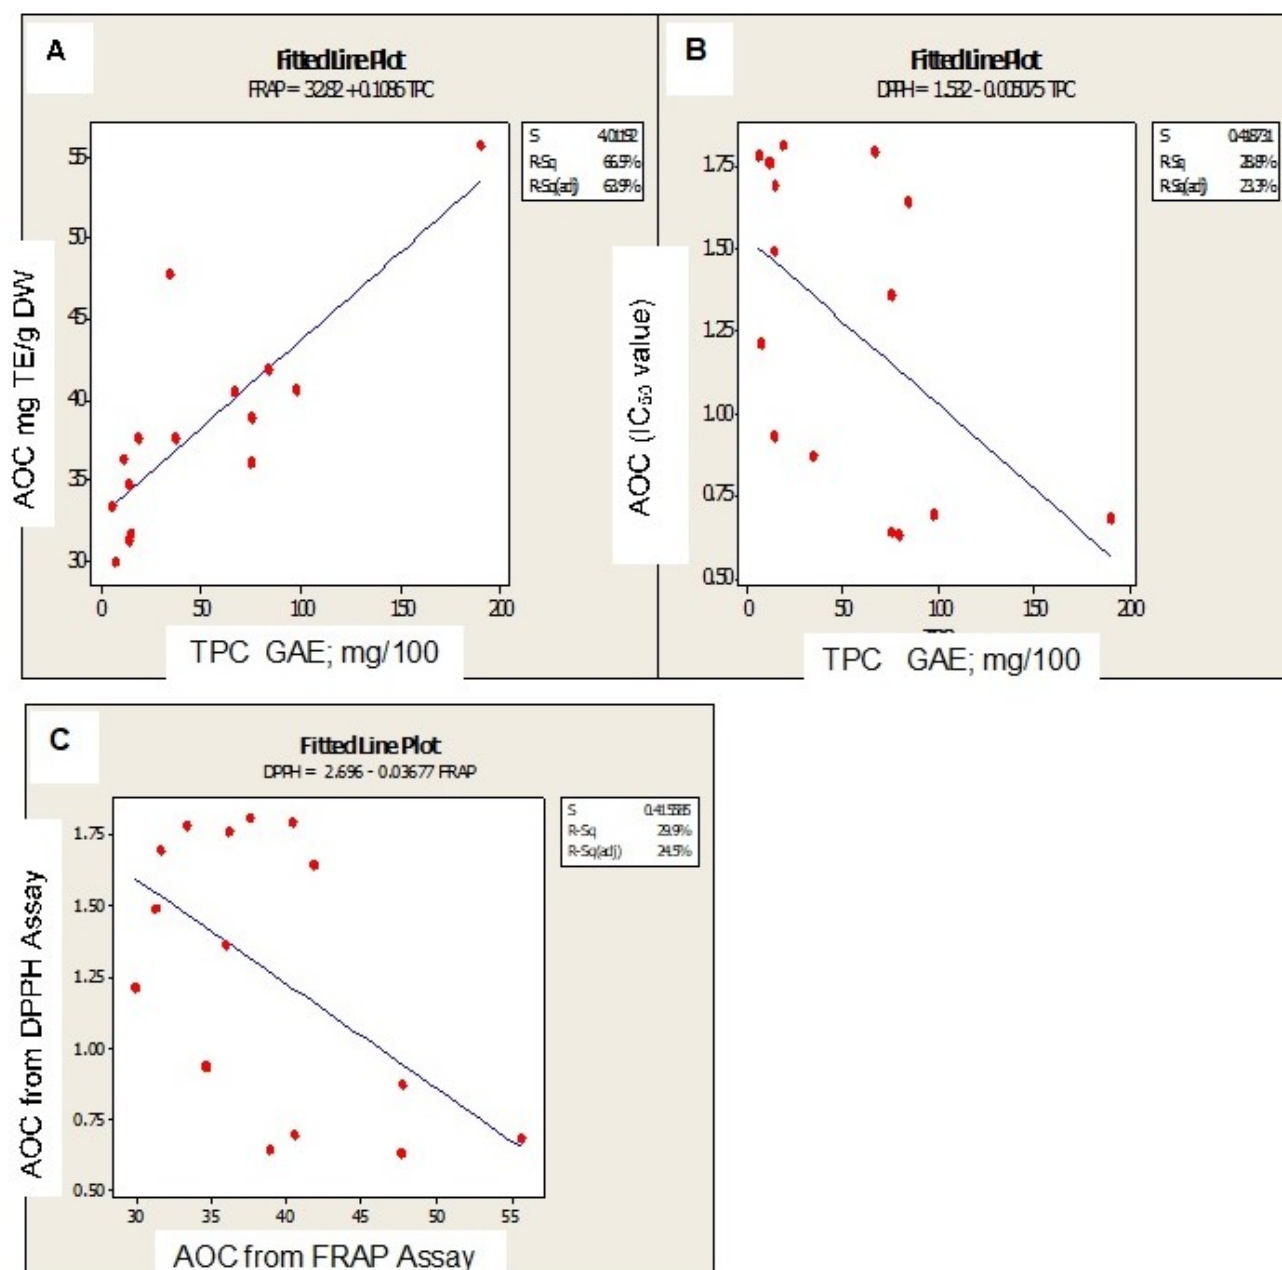 A
Fitted Line Plot
FRAP = 32.82 + 0.1086 TPC
S 4.01152
R-Sq 66.5%
R-Sq(adj) 63.9%
55
50
45
40
35
30
0 50 100 150 200
AOC mg TE/g DW
TPC GAE; mg/100
B
Fitted Line Plot
DPPH = 1.532 - 0.005075 TPC
S 0.418731
R-Sq 28.8%
R-Sq(adj) 23.3%
1.75
1.50
1.25
1.00
0.75
0.50
0 50 100 150 200
AOC (IC50 value)
TPC GAE; mg/100
C
Fitted Line Plot
DPPH = 2.696 - 0.03677 FRAP
S 0.415585
R-Sq 29.9%
R-Sq(adj) 24.5%
1.75
1.50
1.25
1.00
0.75
0.50
30 35 40 45 50 55
AOC from DPPH Assay
AOC from FRAP Assay